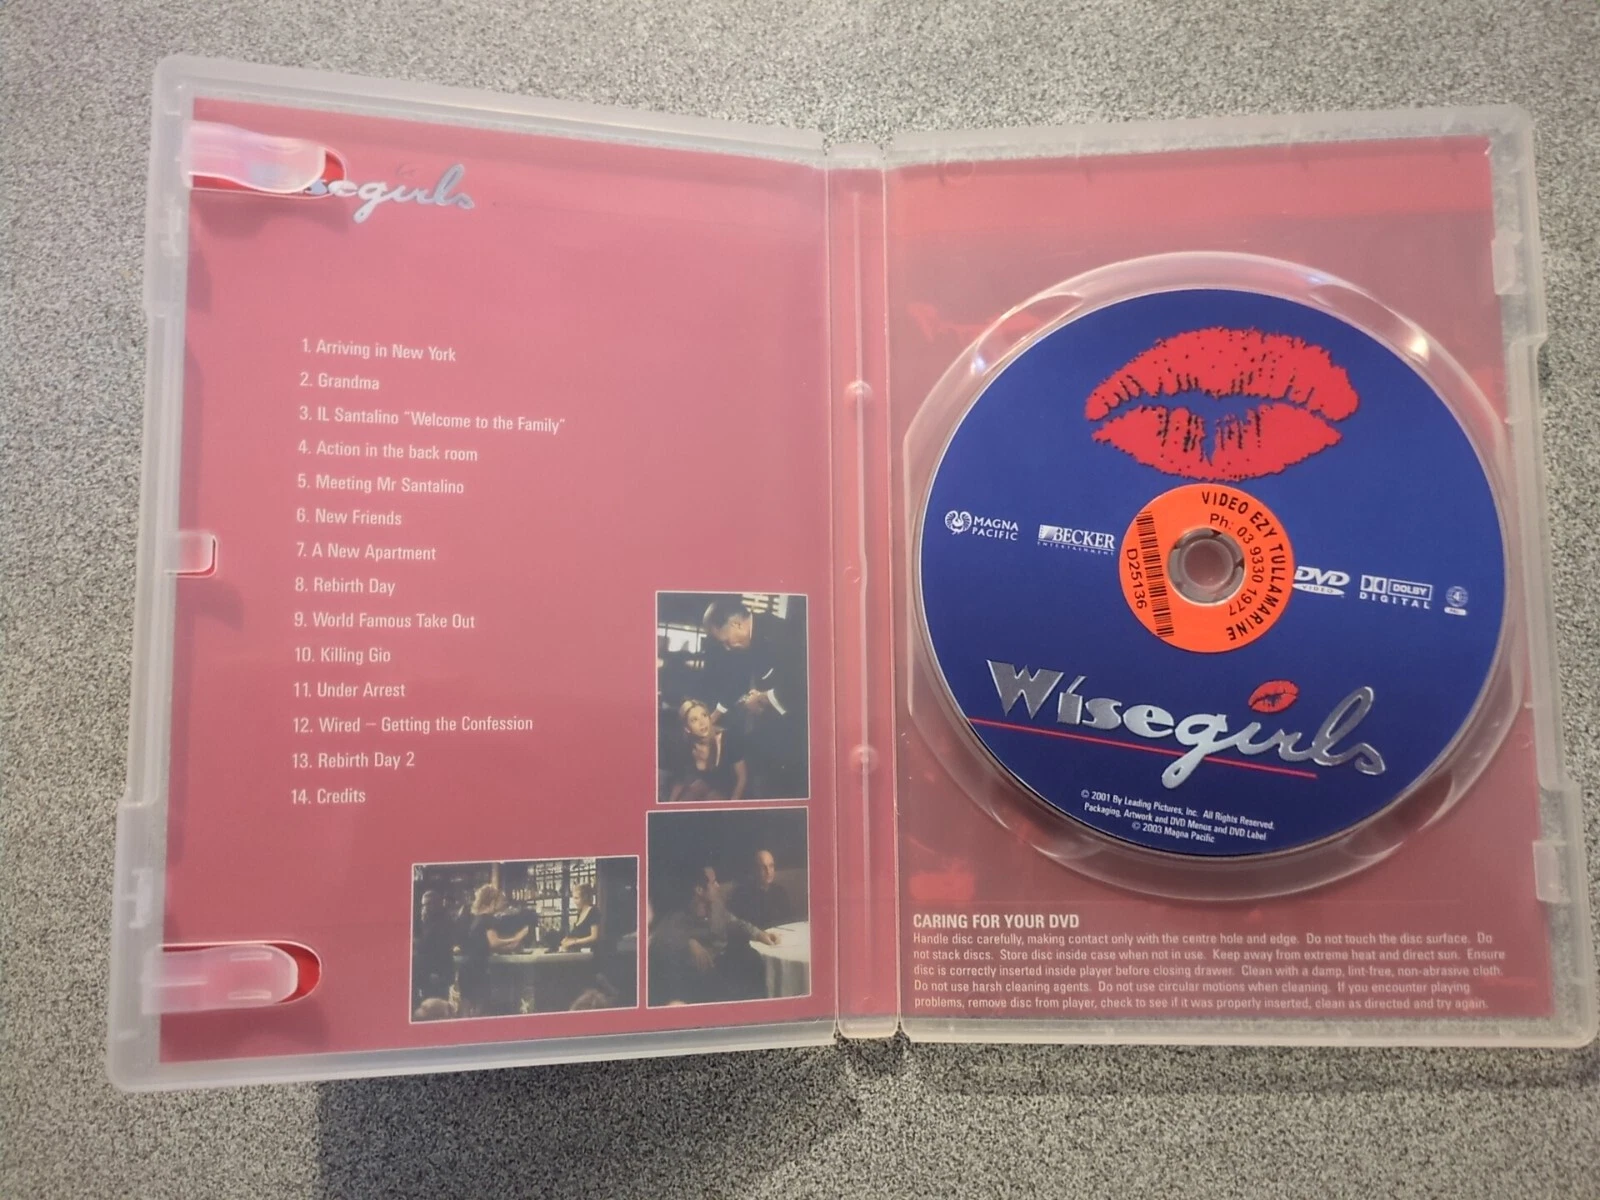 segirls
1. Arriving in New York
2. Grandma
3. IL Santalino "Welcome to the Family"
4. Action in the back room
5. Meeting Mr Santalino
6. New Friends
7. A New Apartment
8. Rebirth Day
9. World Famous Take Out
10. Killing Gio
11. Under Arrest
12. Wired – Getting the Confession
13. Rebirth Day 2
14. Credits
MAGNA
PACIFIC
BECKER
ENTERTAINMENT
VIDEO EZY TULLAMARINE
Ph: 03 9330 1977
D25136
DVD
VIDEO
DOLBY
DIGITAL
4
Wisegirls
© 2001 By Leading Pictures, Inc. All Rights Reserved.
Packaging, Artwork and DVD Menus and DVD Label
© 2003 Magna Pacific
CARING FOR YOUR DVD
Handle disc carefully, making contact only with the centre hole and edge. Do not touch the disc surface. Do
not stack discs. Store disc inside case when not in use. Keep away from extreme heat and direct sun. Ensure
disc is correctly inserted inside player before closing drawer. Clean with a damp, lint-free, non-abrasive cloth.
Do not use harsh cleaning agents. Do not use circular motions when cleaning. If you encounter playing
problems, remove disc from player, check to see if it was properly inserted, clean as directed and try again.